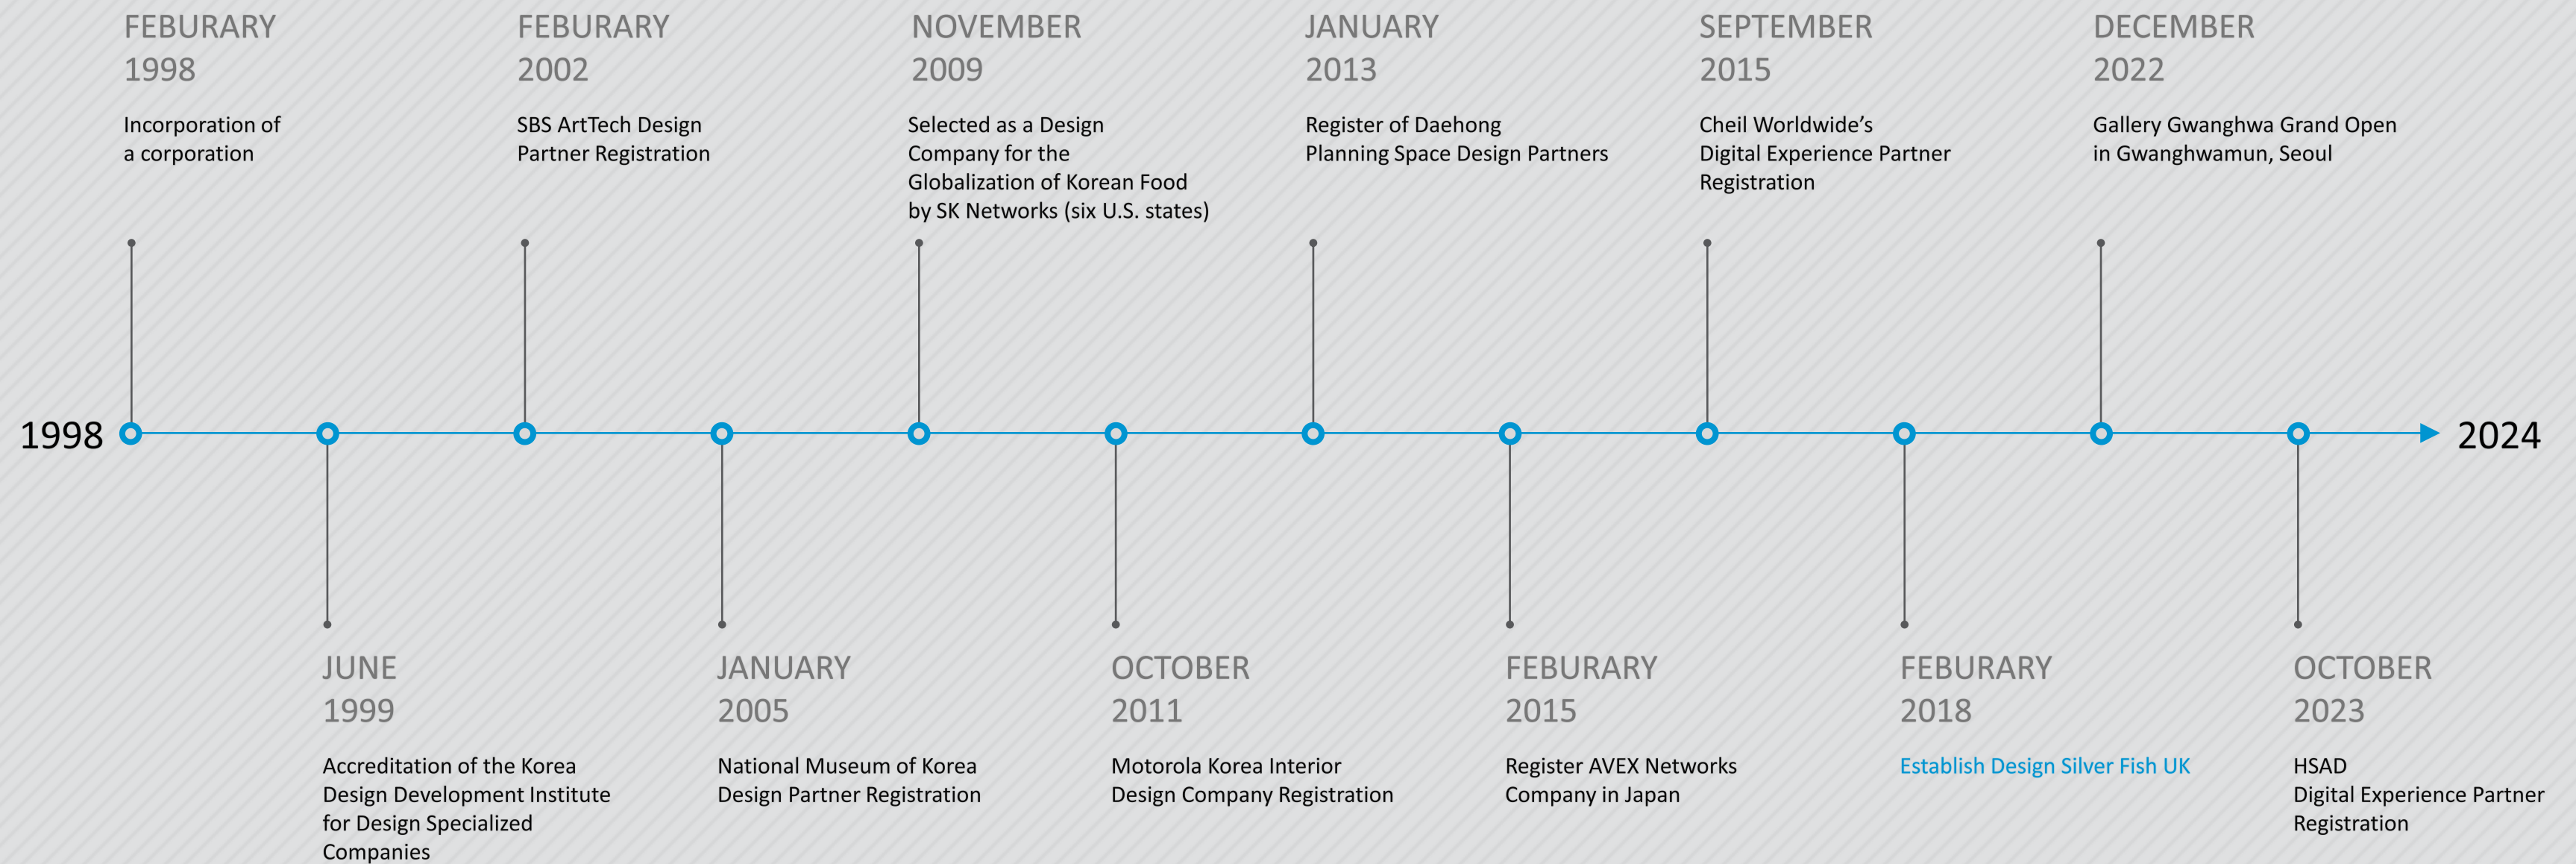 FEBURARY
1998
Incorporation of
a corporation
FEBURARY
2002
SBS ArtTech Design
Partner Registration
NOVEMBER
2009
Selected as a Design
Company for the
Globalization of Korean Food
by SK Networks (six U.S. states)
JANUARY
2013
Register of Daehong
Planning Space Design Partners
SEPTEMBER
2015
Cheil Worldwide’s
Digital Experience Partner
Registration
DECEMBER
2022
Gallery Gwanghwa Grand Open
in Gwanghwamun, Seoul
1998
2024
JUNE
1999
Accreditation of the Korea
Design Development Institute
for Design Specialized
Companies
JANUARY
2005
National Museum of Korea
Design Partner Registration
OCTOBER
2011
Motorola Korea Interior
Design Company Registration
FEBURARY
2015
Register AVEX Networks
Company in Japan
FEBURARY
2018
Establish Design Silver Fish UK
OCTOBER
2023
HSAD
Digital Experience Partner
Registration